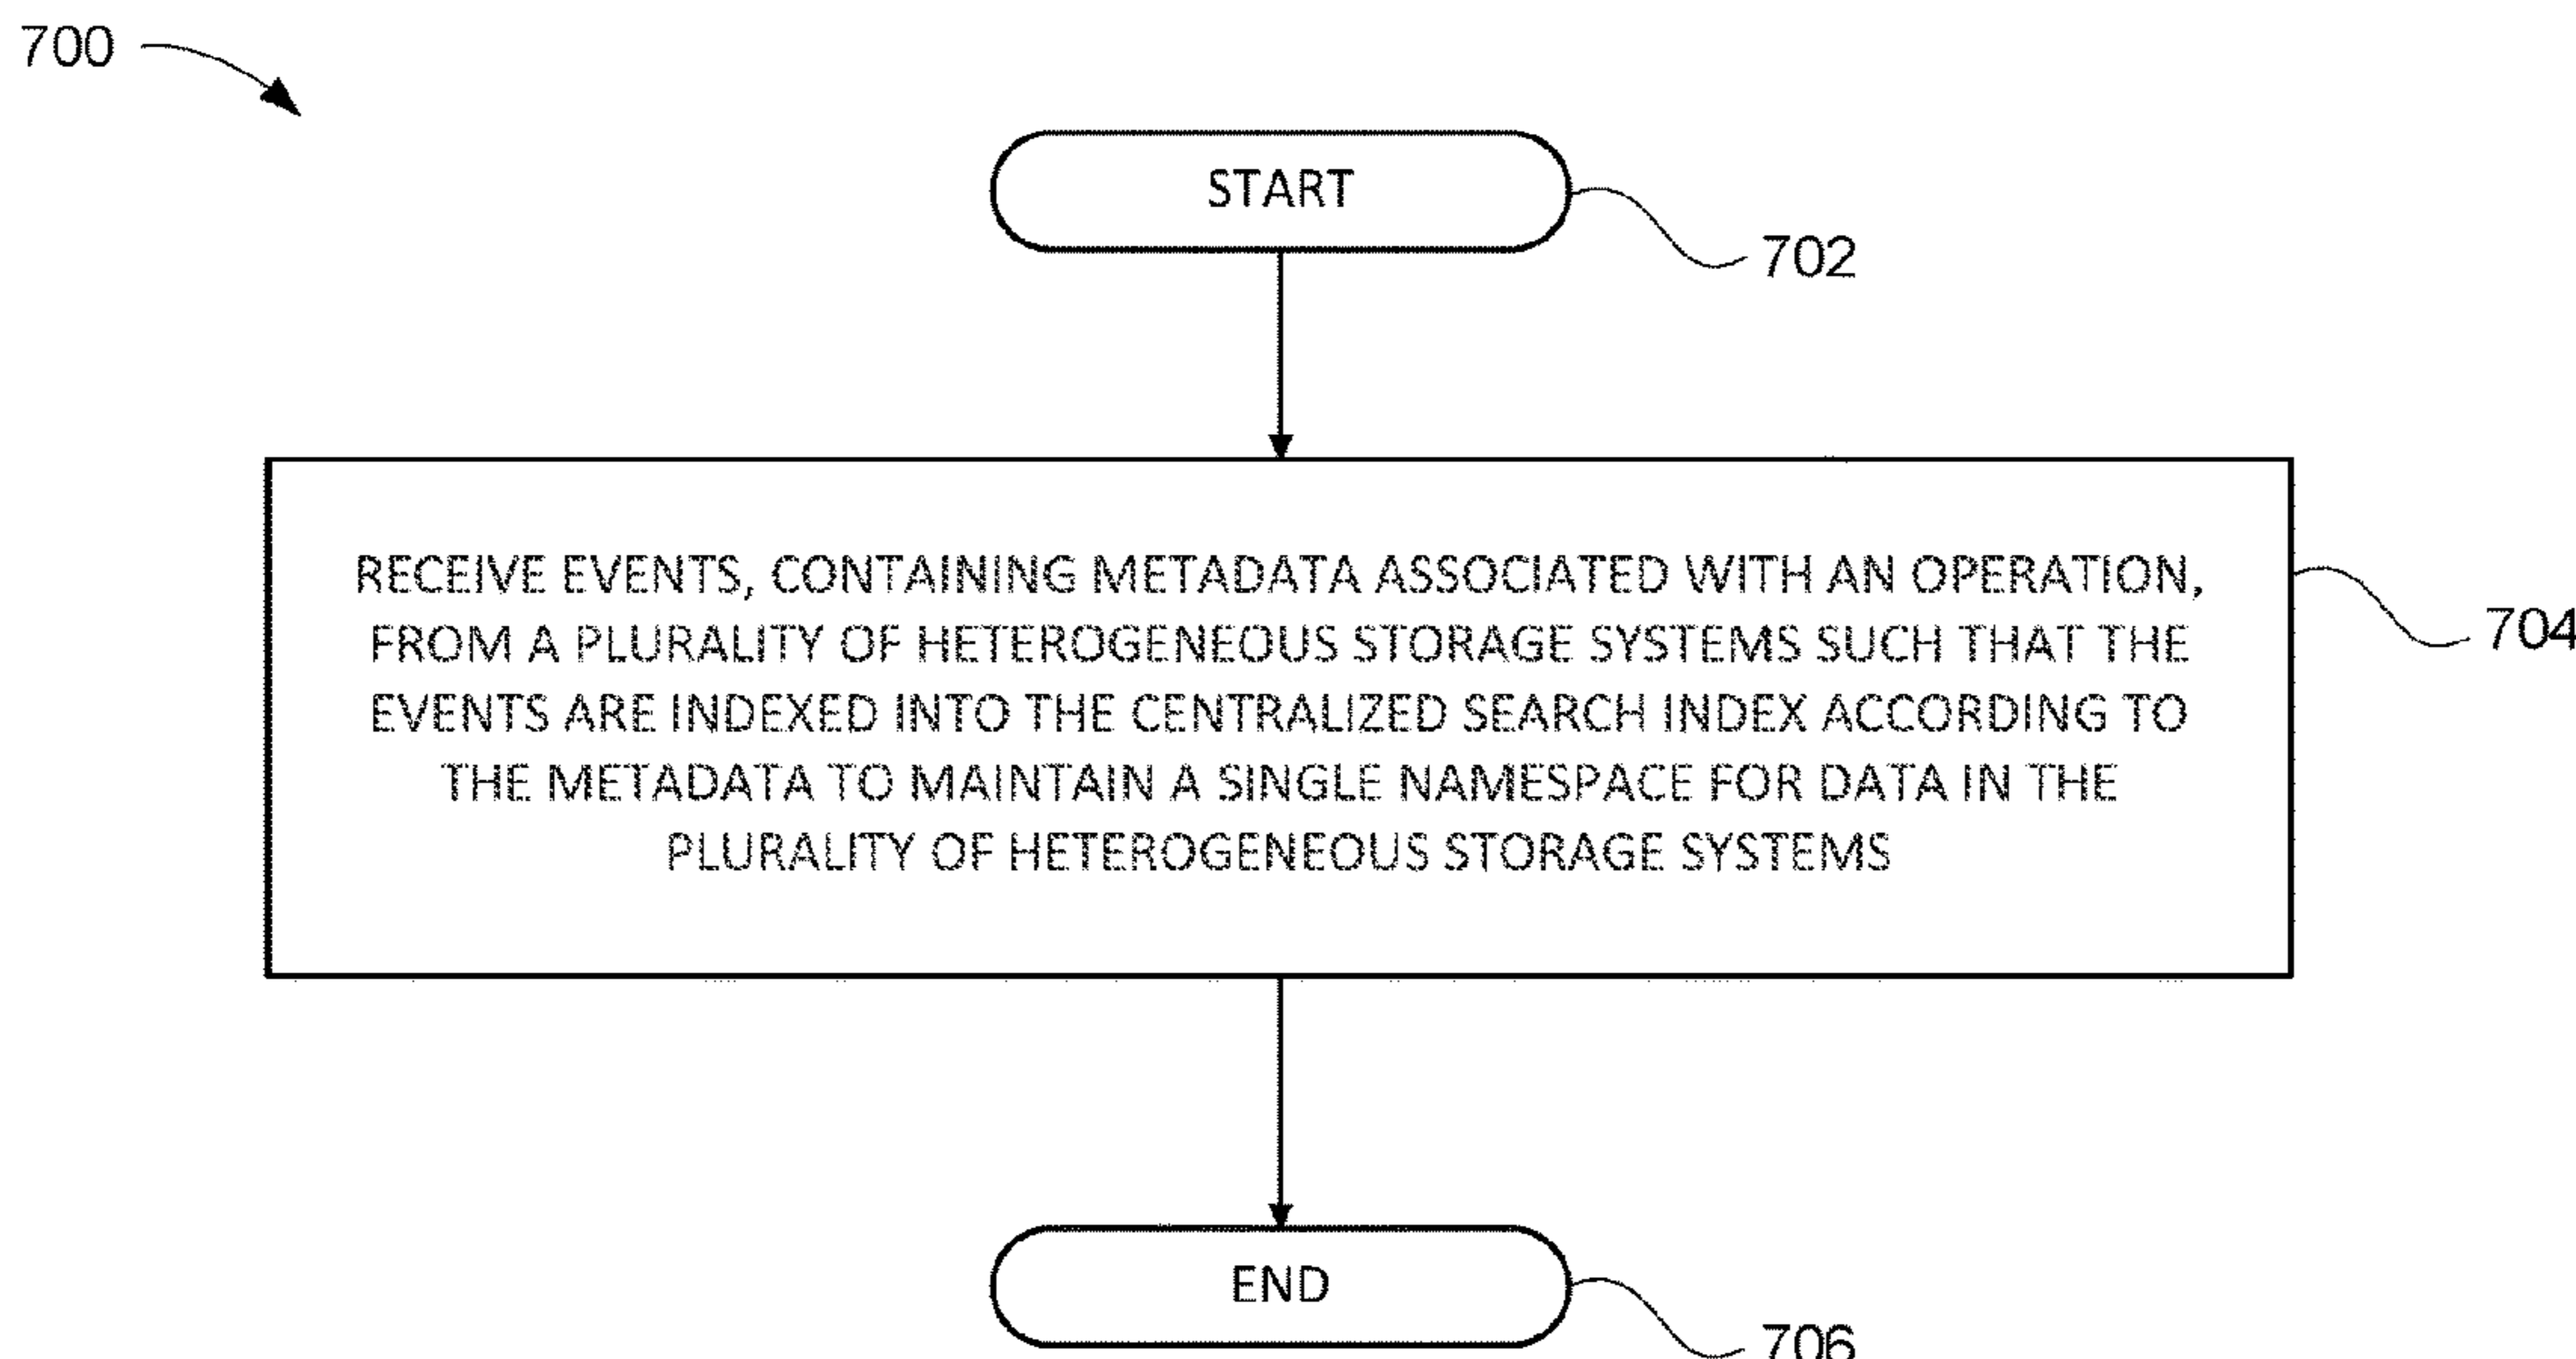 700
START
702
RECEIVE EVENTS, CONTAINING METADATA ASSOCIATED WITH AN OPERATION,
FROM A PLURALITY OF HETEROGENEOUS STORAGE SYSTEMS SUCH THAT THE
EVENTS ARE INDEXED INTO THE CENTRALIZED SEARCH INDEX ACCORDING TO
THE METADATA TO MAINTAIN A SINGLE NAMESPACE FOR DATA IN THE
PLURALITY OF HETEROGENEOUS STORAGE SYSTEMS
704
END
706